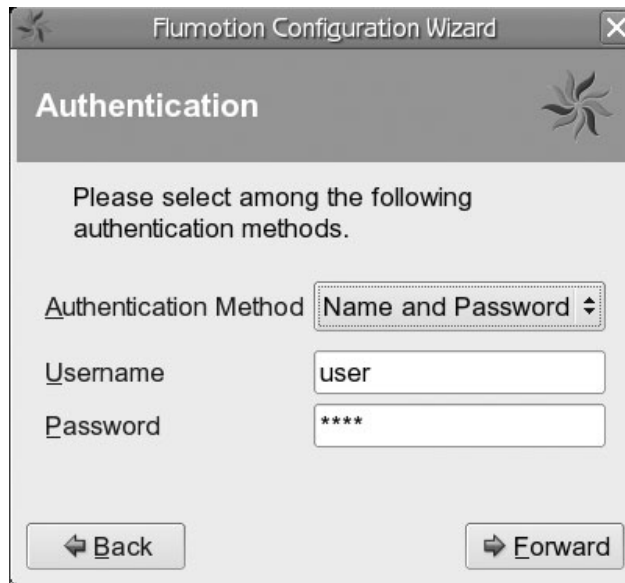 Flumotion Configuration Wizard
Authentication
Please select among the following
authentication methods.
Authentication Method Name and Password
Username user
Password ****
Back Forward